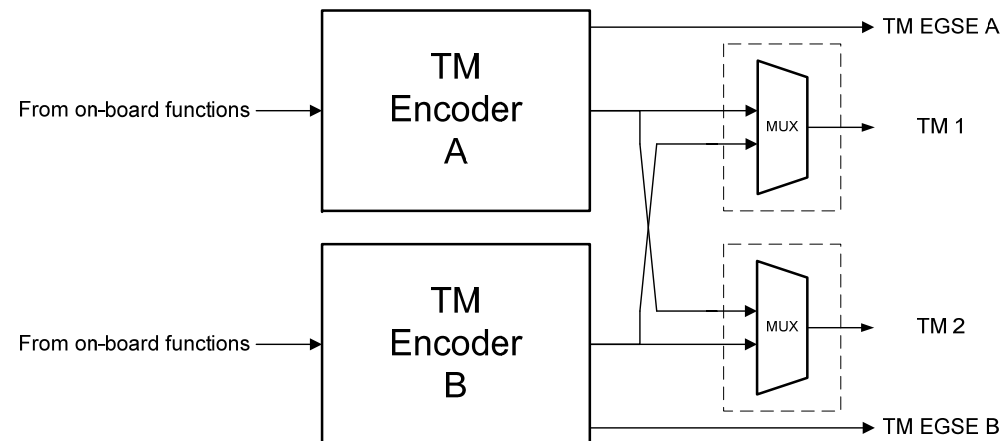 TM EGSE A
From on-board functions
TM
Encoder
A
MUX
TM 1
From on-board functions
TM
Encoder
B
MUX
TM 2
TM EGSE B